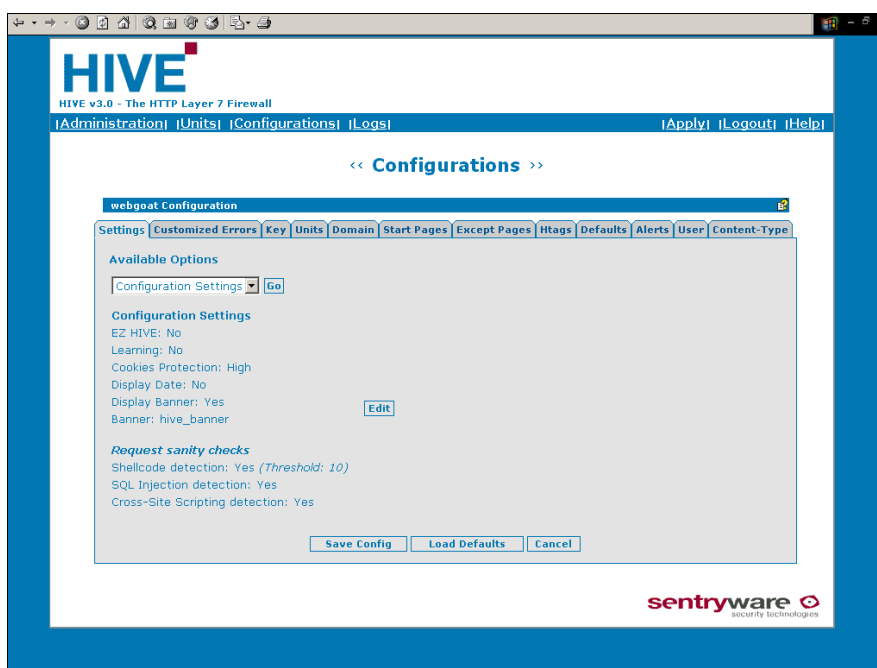 HIVE
HIVE v3.0 - The HTTP Layer 7 Firewall
|Administration| |Units| |Configurations| |Logs| |Apply| |Logout| |Help|
‹‹ Configurations ››
webgoat Configuration
Settings Customized Errors Key Units Domain Start Pages Except Pages Htags Defaults Alerts User Content-Type
Available Options
Configuration Settings Go
Configuration Settings
EZ HIVE: No
Learning: No
Cookies Protection: High
Display Date: No
Display Banner: Yes
Edit
Banner: hive_banner
Request sanity checks
Shellcode detection: Yes (Threshold: 10)
SQL Injection detection: Yes
Cross-Site Scripting detection: Yes
Save Config Load Defaults Cancel
sentryware
security technologies